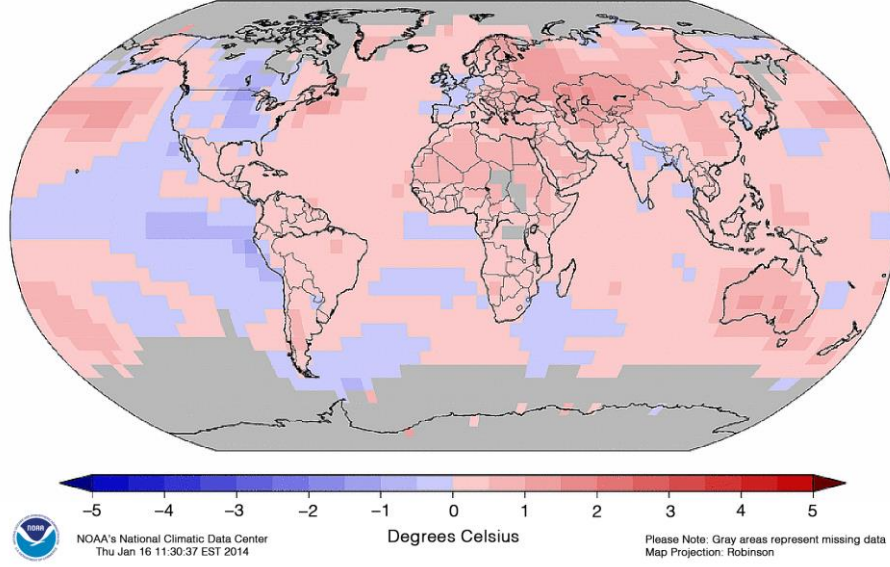 −5 −4 −3 −2 −1 0 1 2 3 4 5
Degrees Celsius
NOAA
NOAA's National Climatic Data Center
Thu Jan 16 11:30:37 EST 2014
Please Note: Gray areas represent missing data
Map Projection: Robinson